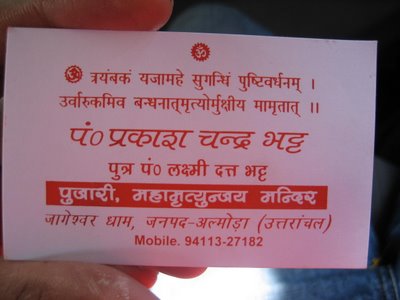 ॐ
ॐ त्र्यंबकं यजामहे सुगन्धिं पुष्टिवर्धनम् ।
उर्वारुकमिव बन्धनात्मृत्योर्मुक्षीय मामृतात् ।।
पं० प्रकाश चन्द्र भट्ट
पुत्र पं० लक्ष्मी दत्त भट्ट
पुजारी, महामृत्युन्जय मन्दिर
जागेश्वर धाम, जनपद-अल्मोड़ा (उत्तरांचल)
Mobile. 94113-27182